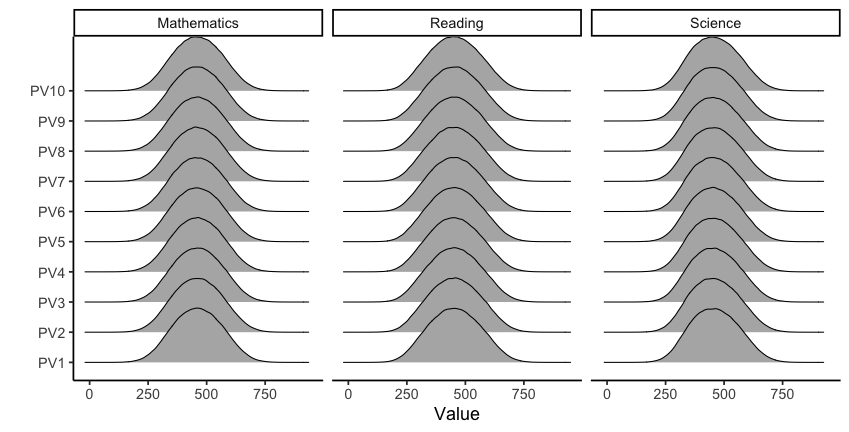 Mathematics
Reading
Science
PV10
PV9
PV8
PV7
PV6
PV5
PV4
PV3
PV2
PV1
0 250 500 750
0 250 500 750
0 250 500 750
Value